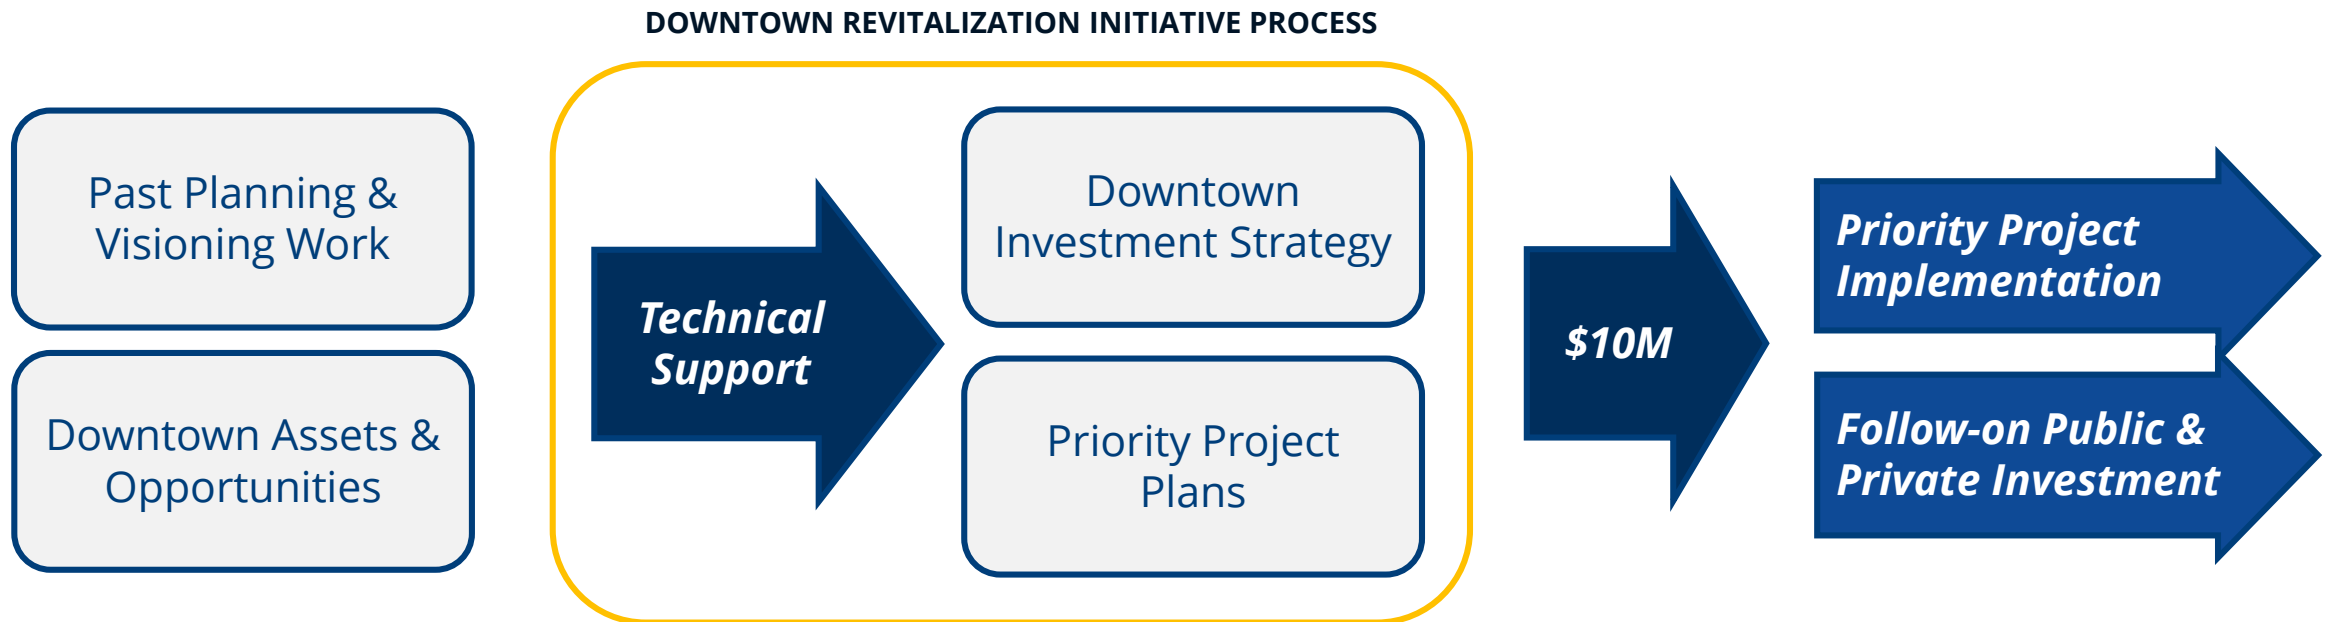 DOWNTOWN REVITALIZATION INITIATIVE PROCESS
Past Planning &
Visioning Work
Downtown Assets &
Opportunities
Technical
Support
Downtown
Investment Strategy
Priority Project
Plans
$10M
Priority Project
Implementation
Follow-on Public &
Private Investment